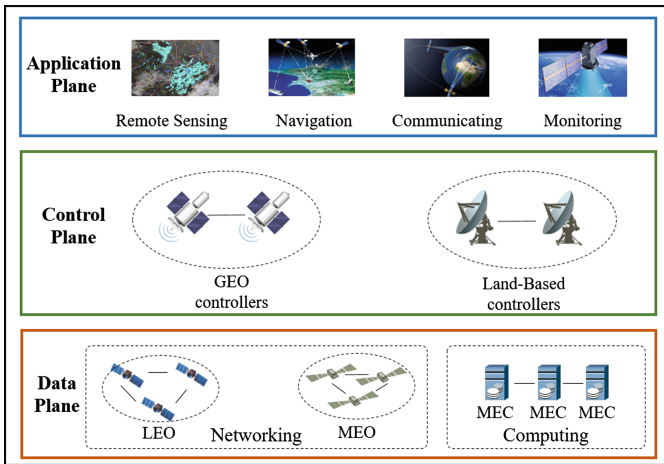 Application
Plane
Remote Sensing
Navigation
Communicating
Monitoring
Control
Plane
GEO
controllers
Land-Based
controllers
Data
Plane
LEO
Networking
MEO
MEC
MEC
MEC
Computing